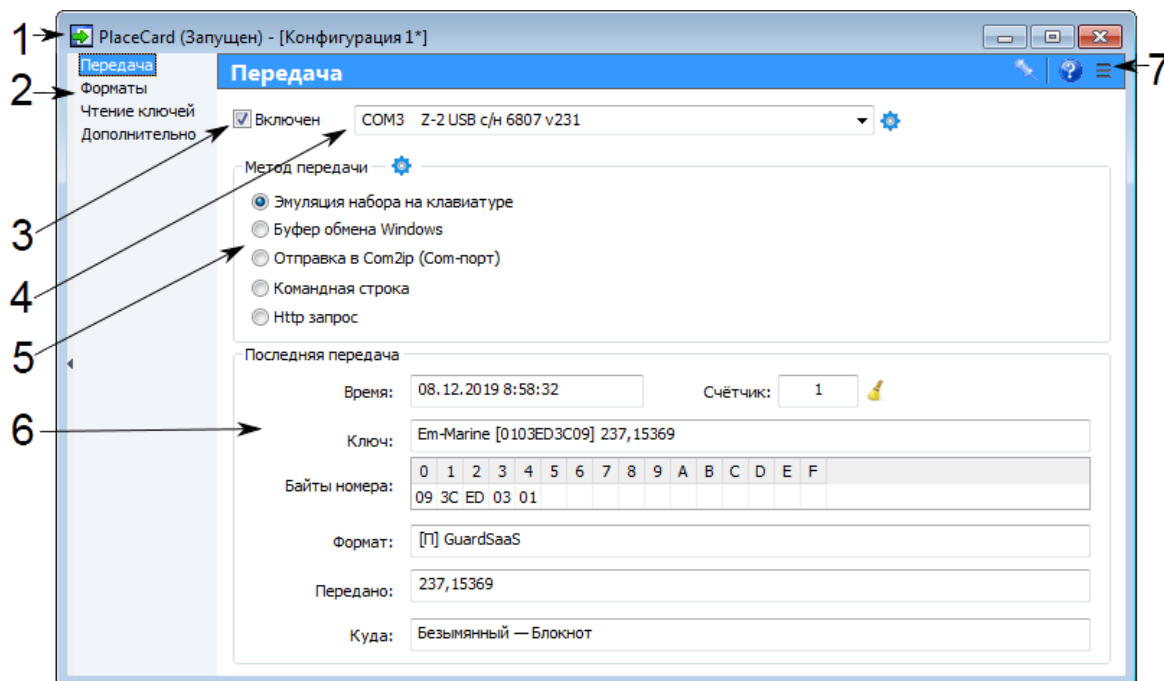 1
PlaceCard (Запущен) - [Конфигурация 1*]
2
Передача
Форматы
Чтение ключей
Дополнительно
Передача
7
3
Включен
COM3 Z-2 USB с/н 6807 v231
4
Метод передачи
5
Эмуляция набора на клавиатуре
Буфер обмена Windows
Отправка в Com2ip (Com-порт)
Командная строка
Http запрос
6
Последняя передача
Время: 08.12.2019 8:58:32 Счётчик: 1
Ключ: Em-Marine [0103ED3C09] 237,15369
Байты номера:
0 1 2 3 4 5 6 7 8 9 A B C D E F
09 3C ED 03 01
Формат: [П] GuardSaaS
Передано: 237,15369
Куда: Безымянный — Блокнот